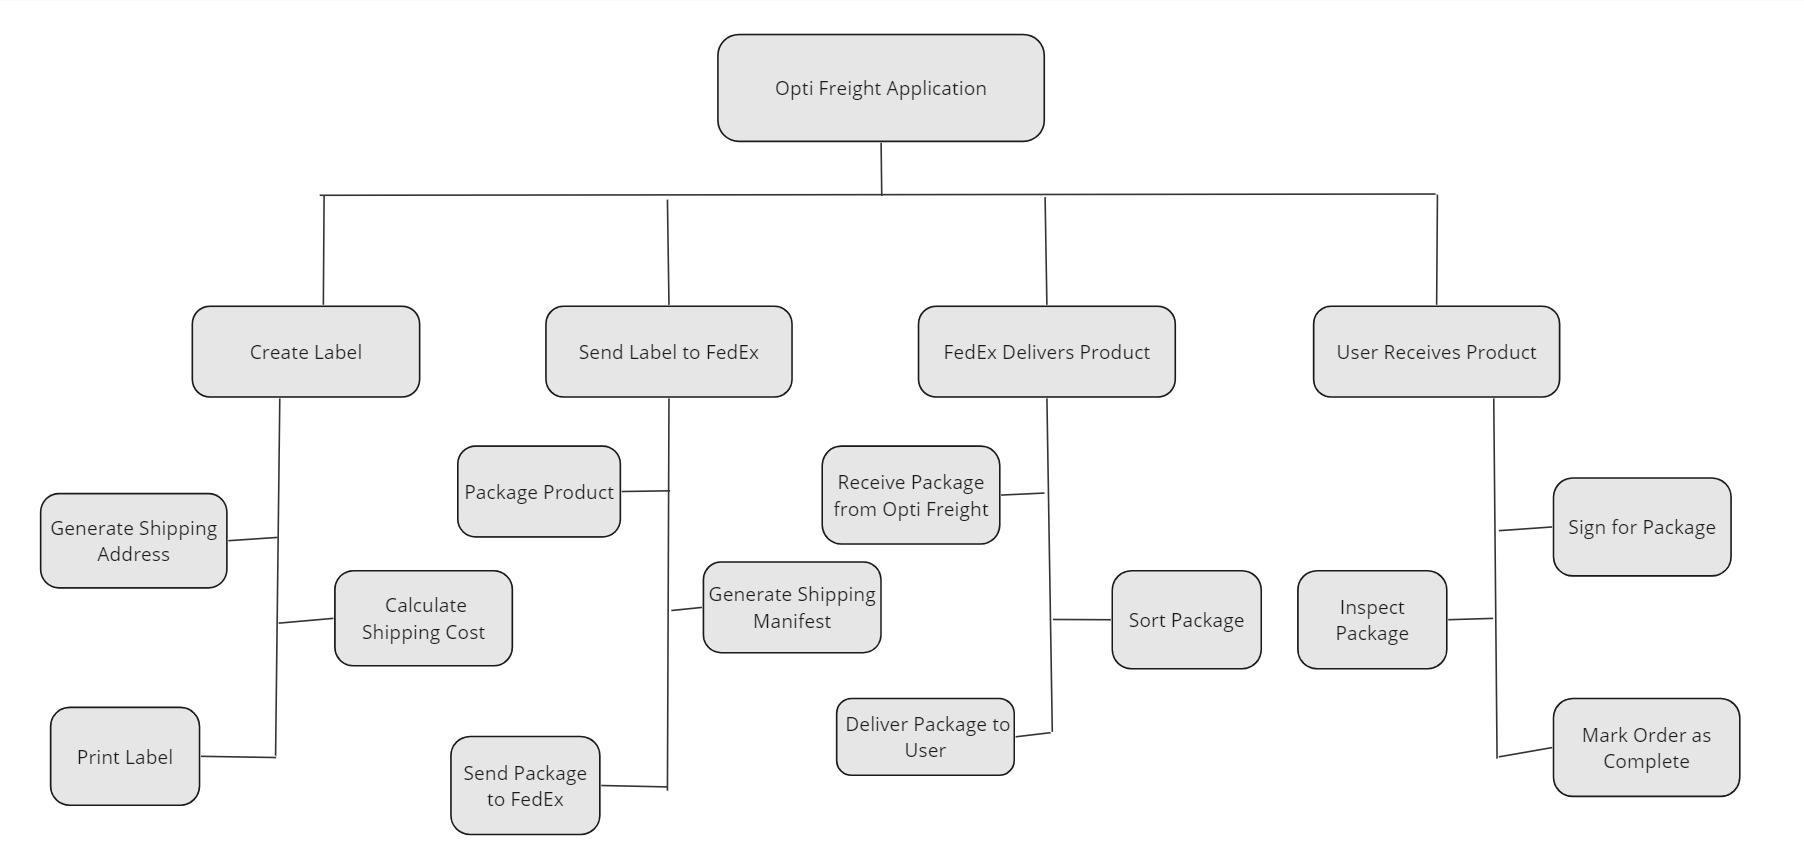 Opti Freight Application
Create Label
Send Label to FedEx
FedEx Delivers Product
User Receives Product
Generate Shipping
Address
Calculate
Shipping Cost
Print Label
Package Product
Generate Shipping
Manifest
Send Package
to FedEx
Receive Package
from Opti Freight
Sort Package
Deliver Package to
User
Sign for Package
Inspect
Package
Mark Order as
Complete